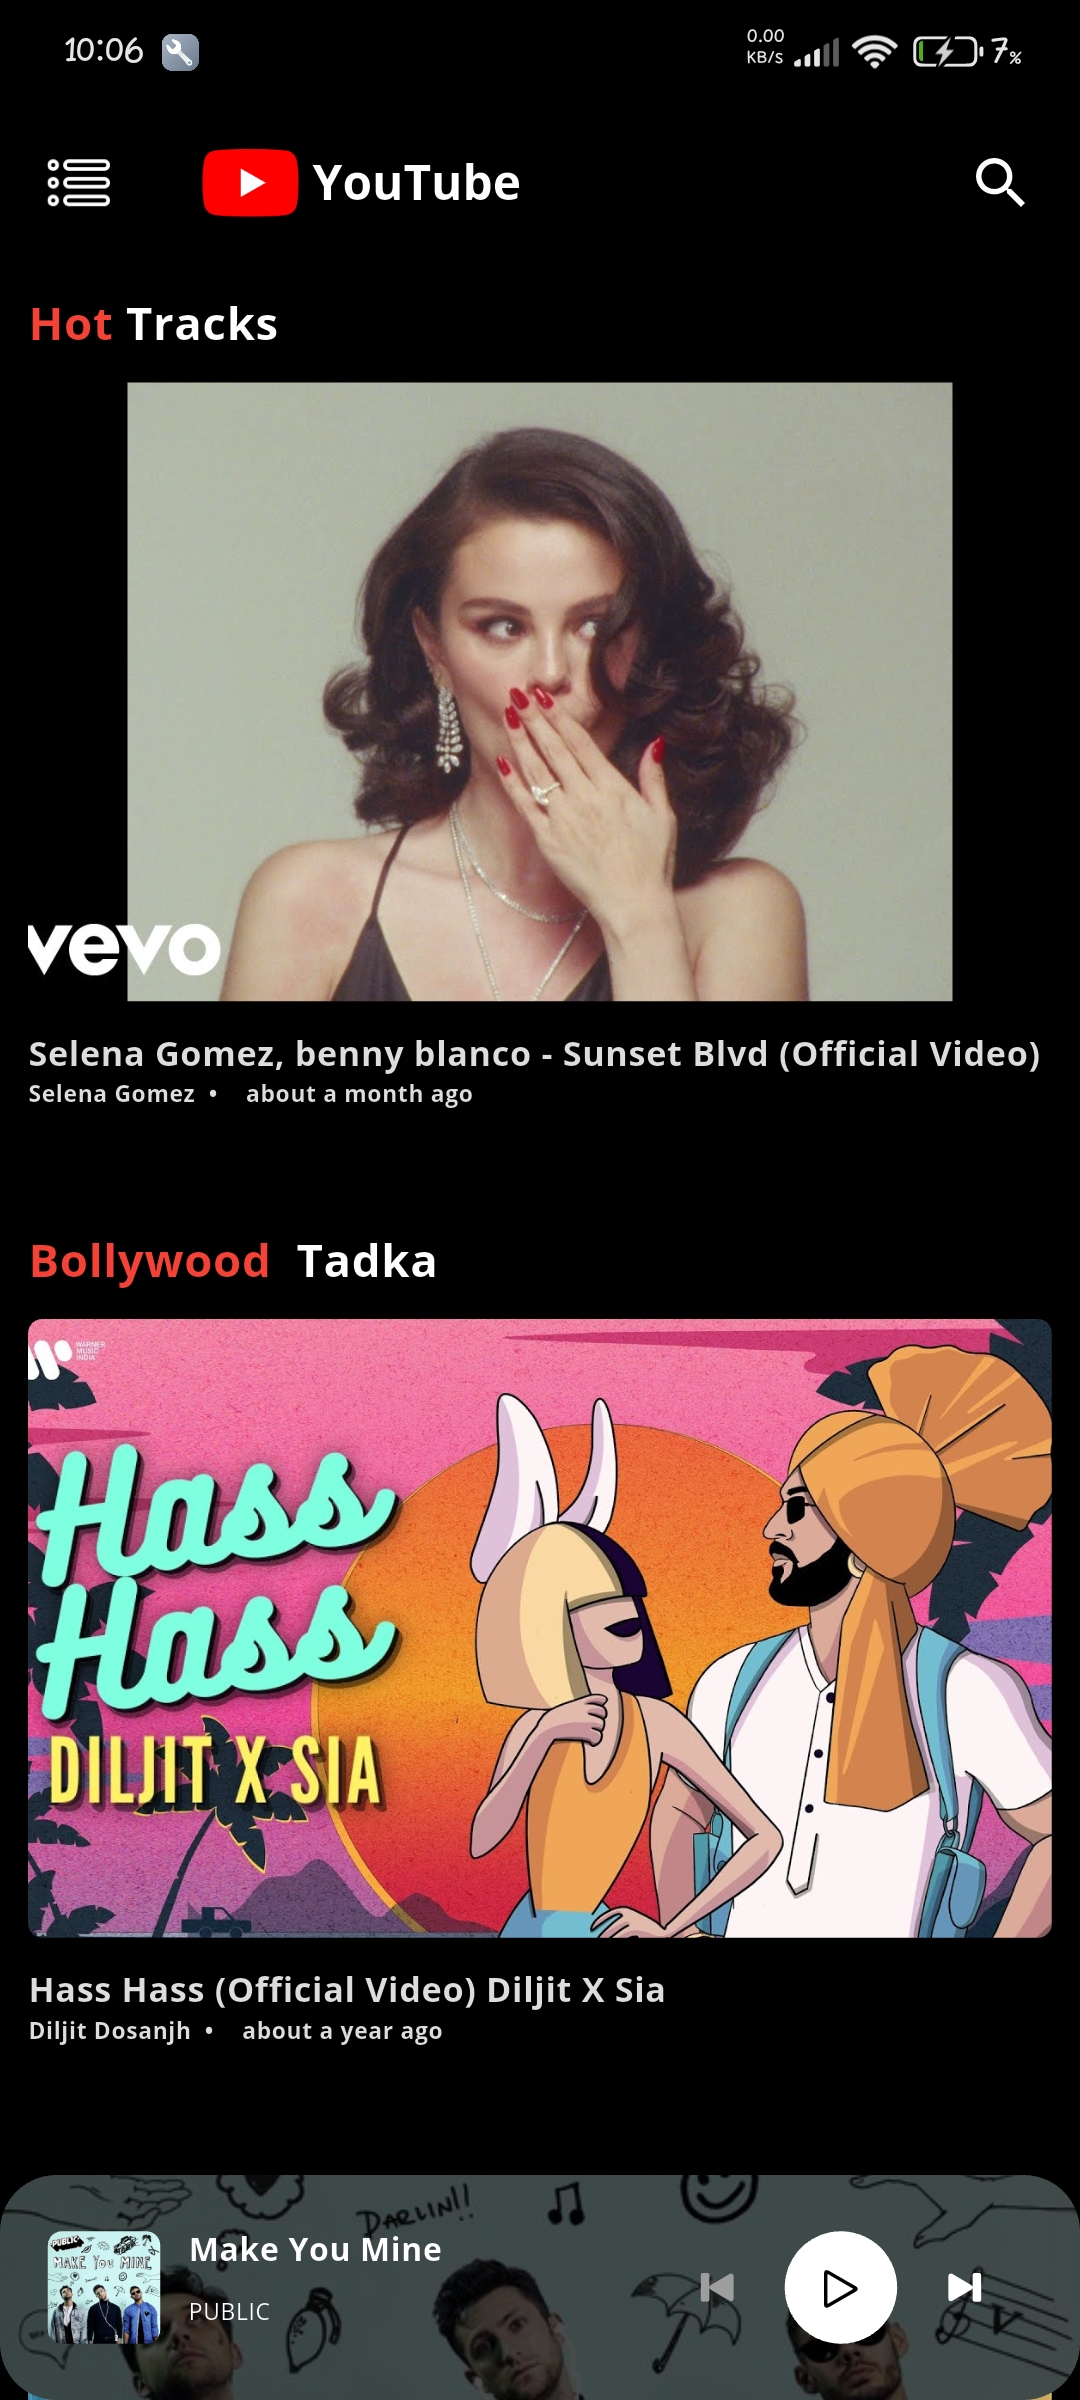 10:06
0.00
KB/s
7%
YouTube
Hot Tracks
vevo
Selena Gomez, benny blanco - Sunset Blvd (Official Video)
Selena Gomez • about a month ago
Bollywood Tadka
WARNER
MUSIC
INDIA
Hass
Hass
DILJIT X SIA
Hass Hass (Official Video) Diljit X Sia
Diljit Dosanjh • about a year ago
DARLIN!!
PUBLIC
MAKE YOU MINE
Make You Mine
PUBLIC